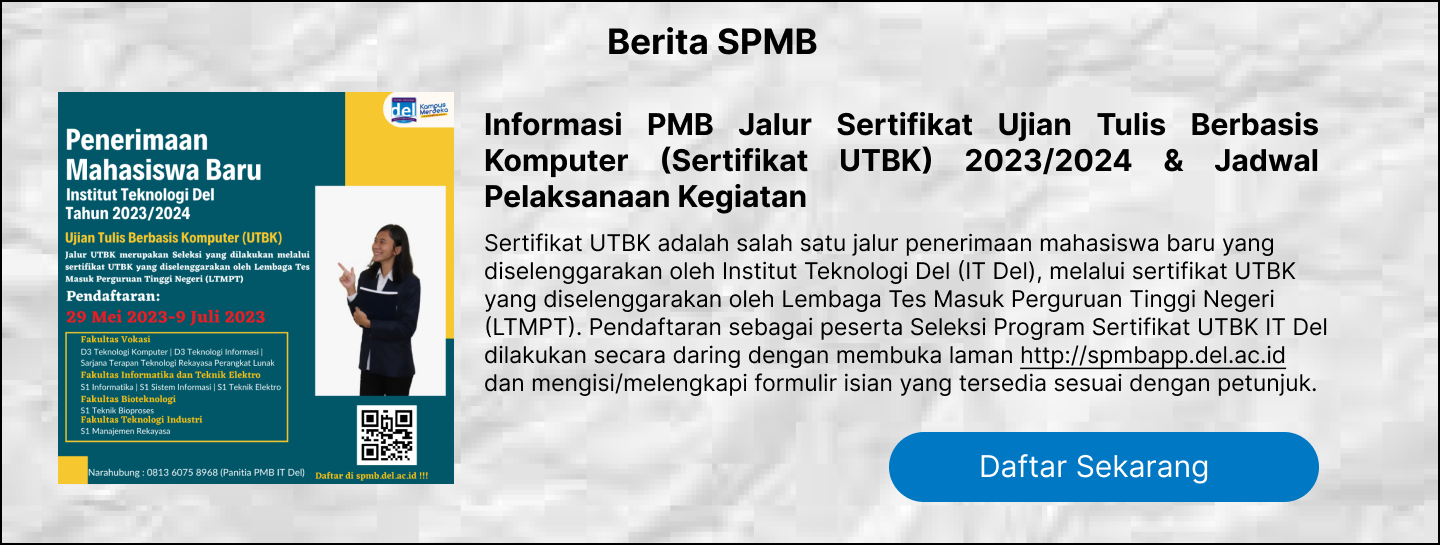 Berita SPMB
del Kampus
Merdeka
Penerimaan
Mahasiswa Baru
Institut Teknologi Del
Tahun 2023/2024
Ujian Tulis Berbasis Komputer (UTBK)
Jalur UTBK merupakan Seleksi yang dilakukan melalui
sertifikat UTBK yang diselenggarakan oleh Lembaga Tes
Masuk Perguruan Tinggi Negeri (LTMPT)
Pendaftaran:
29 Mei 2023-9 Juli 2023
Fakultas Vokasi
D3 Teknologi Komputer | D3 Teknologi Informasi |
Sarjana Terapan Teknologi Rekayasa Perangkat Lunak
Fakultas Informatika dan Teknik Elektro
S1 Informatika | S1 Sistem Informasi | S1 Teknik Elektro
Fakultas Bioteknologi
S1 Teknik Bioproses
Fakultas Teknologi Industri
S1 Manajemen Rekayasa
Narahubung : 0813 6075 8968 (Panitia PMB IT Del)
Daftar di spmb.del.ac.id !!!
Informasi PMB Jalur Sertifikat Ujian Tulis Berbasis
Komputer (Sertifikat UTBK) 2023/2024 & Jadwal
Pelaksanaan Kegiatan
Sertifikat UTBK adalah salah satu jalur penerimaan mahasiswa baru yang
diselenggarakan oleh Institut Teknologi Del (IT Del), melalui sertifikat UTBK
yang diselenggarakan oleh Lembaga Tes Masuk Perguruan Tinggi Negeri
(LTMPT). Pendaftaran sebagai peserta Seleksi Program Sertifikat UTBK IT Del
dilakukan secara daring dengan membuka laman http://spmbapp.del.ac.id
dan mengisi/melengkapi formulir isian yang tersedia sesuai dengan petunjuk.
Daftar Sekarang